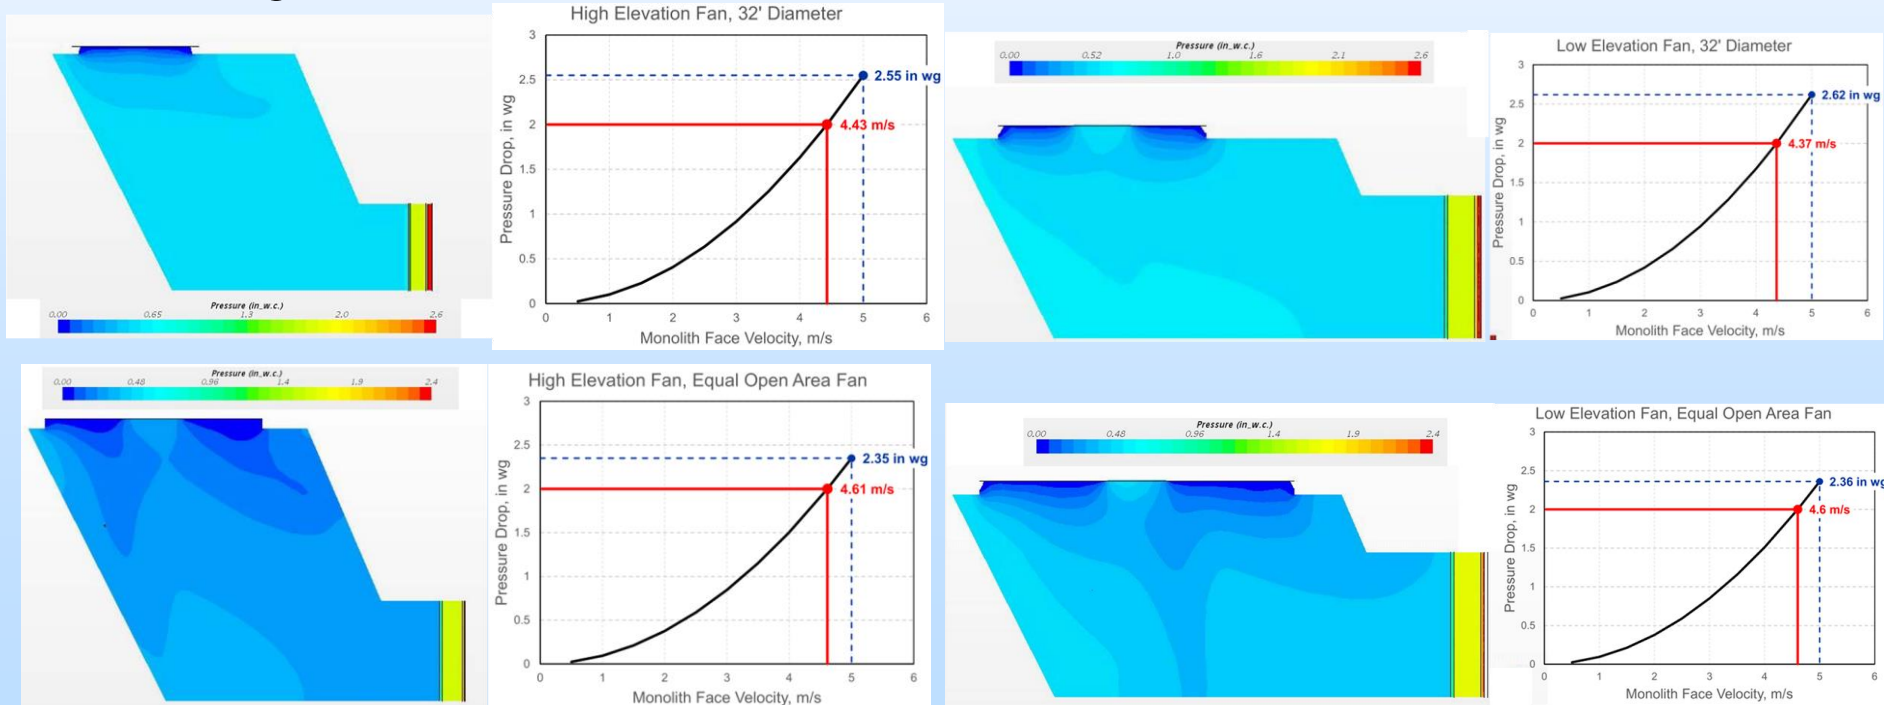 High Elevation Fan, 32' Diameter
3
2.5
2
1.5
1
0.5
0
0 1 2 3 4 5 6
Pressure Drop, in wg
Monolith Face Velocity, m/s
2.55 in wg
4.43 m/s
Pressure (in_w.c.)
0.00 0.65 1.3 2.0 2.6
Low Elevation Fan, 32' Diameter
3
2.5
2
1.5
1
0.5
0
0 1 2 3 4 5 6
Pressure Drop, in wg
Monolith Face Velocity, m/s
2.62 in wg
4.37 m/s
Pressure (in_w.c.)
0.00 0.52 1.0 1.6 2.1 2.6
High Elevation Fan, Equal Open Area Fan
3
2.5
2
1.5
1
0.5
0
0 1 2 3 4 5 6
Pressure Drop, in wg
Monolith Face Velocity, m/s
2.35 in wg
4.61 m/s
Pressure (in_w.c.)
0.00 0.48 0.96 1.4 1.9 2.4
Low Elevation Fan, Equal Open Area Fan
3
2.5
2
1.5
1
0.5
0
0 1 2 3 4 5 6
Pressure Drop, in wg
Monolith Face Velocity, m/s
2.36 in wg
4.6 m/s
Pressure (in_w.c.)
0.00 0.48 0.96 1.4 1.9 2.4